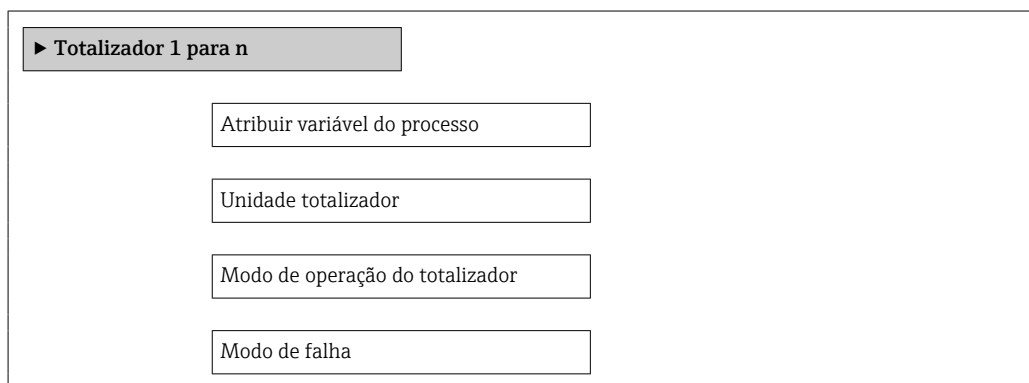 ▶ Totalizador 1 para n
Atribuir variável do processo
Unidade totalizador
Modo de operação do totalizador
Modo de falha